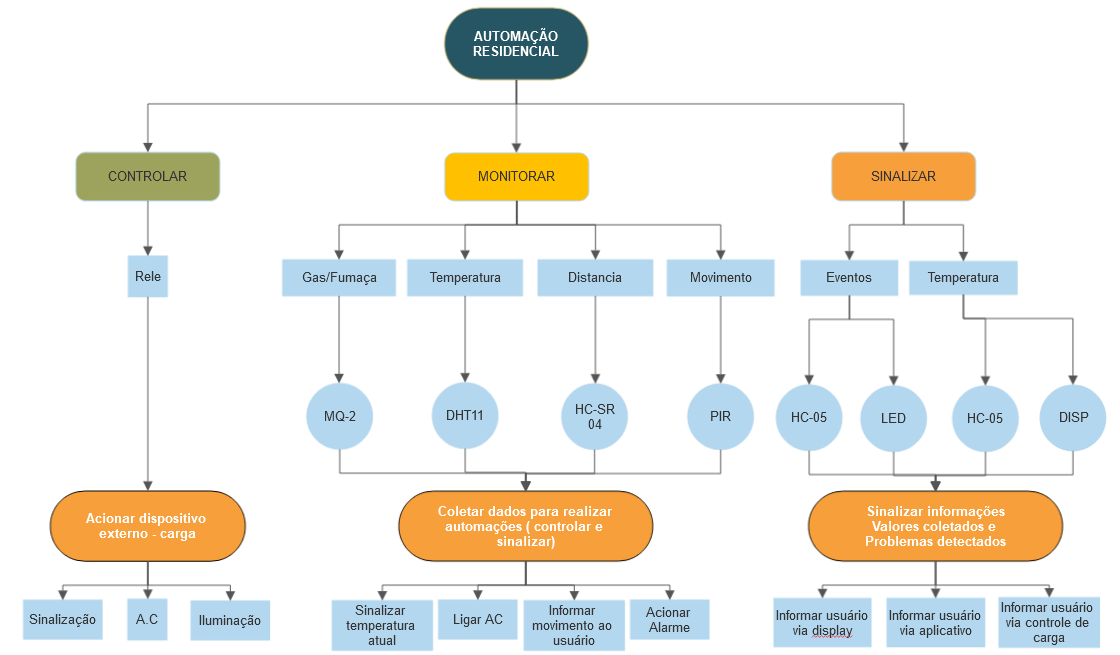 AUTOMAÇÃO
RESIDENCIAL
CONTROLAR
MONITORAR
SINALIZAR
Rele
Gas/Fumaça
Temperatura
Distancia
Movimento
Eventos
Temperatura
MQ-2
DHT11
HC-SR
04
PIR
HC-05
LED
HC-05
DISP
Acionar dispositivo
externo - carga
Coletar dados para realizar
automações ( controlar e
sinalizar)
Sinalizar informações
Valores coletados e
Problemas detectados
Sinalização
A.C
Iluminação
Sinalizar
temperatura
atual
Ligar AC
Informar
movimento ao
usuário
Acionar
Alarme
Informar usuário
via display
Informar usuário
via aplicativo
Informar usuário
via controle de
carga